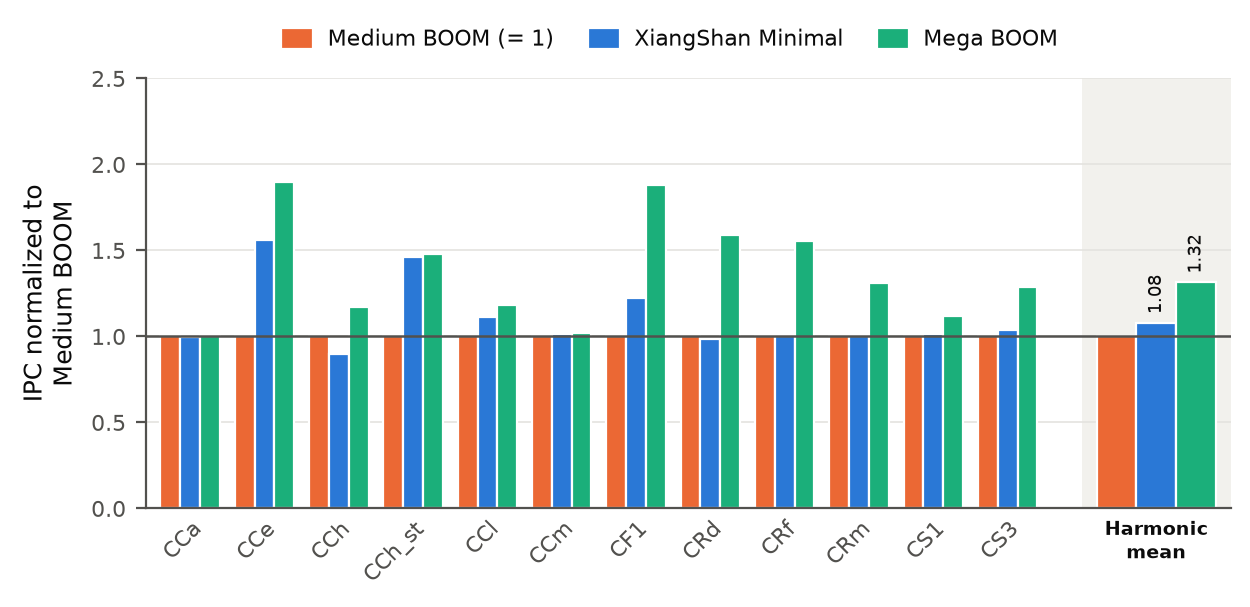 Medium BOOM (= 1) XiangShan Minimal Mega BOOM
IPC normalized to
Medium BOOM
2.5
2.0
1.5
1.0
0.5
0.0
1.08
1.32
CCa
CCe
CCh
CCh_st
CCl
CCm
CF1
CRd
CRf
CRm
CS1
CS3
Harmonic
mean